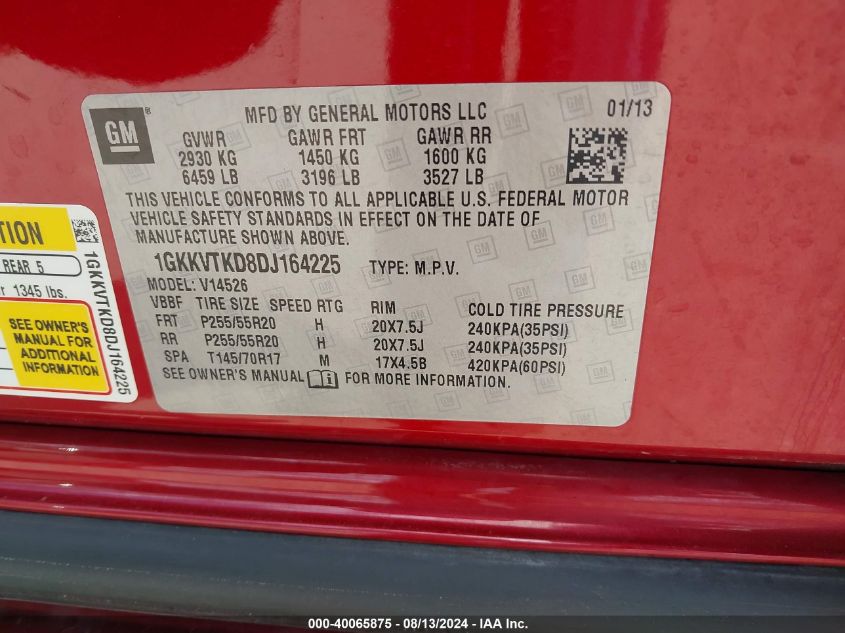 GM
®
MFD BY GENERAL MOTORS LLC 01/13
GVWR GAWR FRT GAWR RR
2930 KG 1450 KG 1600 KG
6459 LB 3196 LB 3527 LB
THIS VEHICLE CONFORMS TO ALL APPLICABLE U.S. FEDERAL MOTOR
VEHICLE SAFETY STANDARDS IN EFFECT ON THE DATE OF
MANUFACTURE SHOWN ABOVE.
1GKKVTKD8DJ164225 TYPE: M.P.V.
MODEL: V14526
VBBF TIRE SIZE SPEED RTG RIM COLD TIRE PRESSURE
FRT P255/55R20 H 20X7.5J 240KPA(35PSI)
RR P255/55R20 H 20X7.5J 240KPA(35PSI)
SPA T145/70R17 M 17X4.5B 420KPA(60PSI)
SEE OWNER'S MANUAL i FOR MORE INFORMATION.
REAR 5
1345 lbs.
SEE OWNER'S
MANUAL FOR
ADDITIONAL
INFORMATION
1GKKVTKD8DJ164225
000-40065875 - 08/13/2024 - IAA Inc.